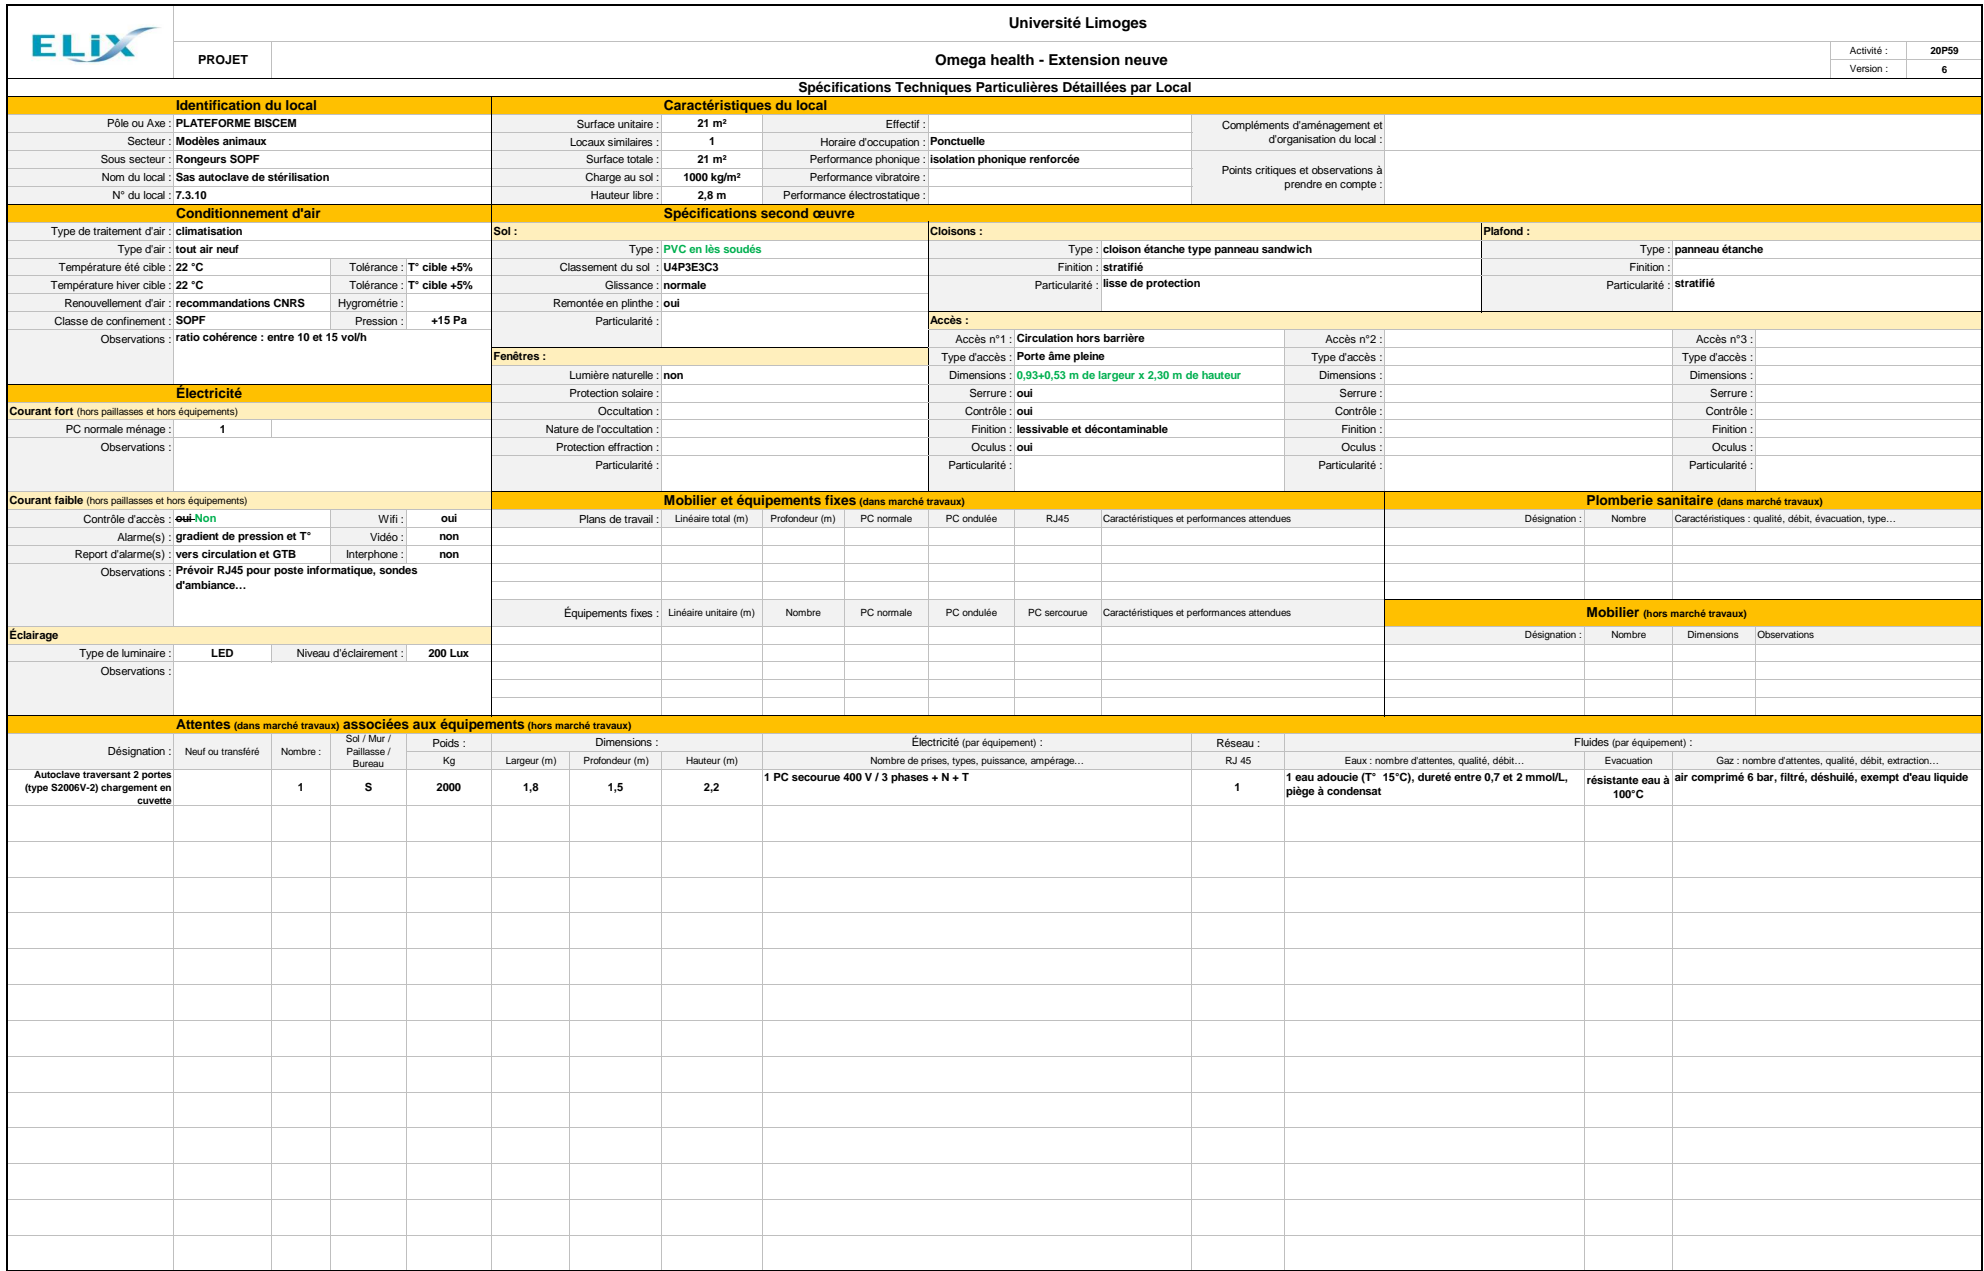 ELiX
Université Limoges
PROJET
Omega health - Extension neuve
Activité : 20P59
Version : 6
Spécifications Techniques Particulières Détaillées par Local
Identification du local
Pôle ou Axe : PLATEFORME BISCEM
Secteur : Modèles animaux
Sous secteur : Rongeurs SOPF
Nom du local : Sas autoclave de stérilisation
N° du local : 7.3.10
Caractéristiques du local
Surface unitaire : 21 m²
Locaux similaires : 1
Surface totale : 21 m²
Charge au sol : 1000 kg/m²
Hauteur libre : 2,8 m
Effectif :
Horaire d'occupation : Ponctuelle
Performance phonique : isolation phonique renforcée
Performance vibratoire :
Performance électrostatique :
Compléments d'aménagement et
d'organisation du local :
Points critiques et observations à
prendre en compte :
Conditionnement d'air
Type de traitement d'air : climatisation
Type d'air : tout air neuf
Température été cible : 22 °C Tolérance : T° cible +5%
Température hiver cible : 22 °C Tolérance : T° cible +5%
Renouvellement d'air : recommandations CNRS Hygrométrie :
Classe de confinement : SOPF Pression : +15 Pa
Observations : ratio cohérence : entre 10 et 15 vol/h
Spécifications second œuvre
Sol :
Type : PVC en lès soudés
Classement du sol : U4P3E3C3
Glissance : normale
Remontée en plinthe : oui
Particularité :
Cloisons :
Type : cloison étanche type panneau sandwich
Finition : stratifié
Particularité : lisse de protection
Plafond :
Type : panneau étanche
Finition :
Particularité : stratifié
Fenêtres :
Lumière naturelle : non
Protection solaire :
Occultation :
Nature de l'occultation :
Protection effraction :
Particularité :
Accès :
Accès n°1 : Circulation hors barrière
Type d'accès : Porte âme pleine
Dimensions : 0,93+0,53 m de largeur x 2,30 m de hauteur
Serrure : oui
Contrôle : oui
Finition : lessivable et décontaminable
Oculus : oui
Particularité :
Accès n°2 :
Type d'accès :
Dimensions :
Serrure :
Contrôle :
Finition :
Oculus :
Particularité :
Accès n°3 :
Type d'accès :
Dimensions :
Serrure :
Contrôle :
Finition :
Oculus :
Particularité :
Électricité
Courant fort (hors paillasses et hors équipements)
PC normale ménage : 1
Observations :
Courant faible (hors paillasses et hors équipements)
Contrôle d'accès : oui Non Wifi : oui
Alarme(s) : gradient de pression et T° Vidéo : non
Report d'alarme(s) : vers circulation et GTB Interphone : non
Observations : Prévoir RJ45 pour poste informatique, sondes
d'ambiance…
Éclairage
Type de luminaire : LED Niveau d'éclairement : 200 Lux
Observations :
Mobilier et équipements fixes (dans marché travaux)
Plans de travail : Linéaire total (m) Profondeur (m) PC normale PC ondulée RJ45 Caractéristiques et performances attendues
Équipements fixes : Linéaire unitaire (m) Nombre PC normale PC ondulée PC sercourue Caractéristiques et performances attendues
Plomberie sanitaire (dans marché travaux)
Désignation : Nombre Caractéristiques : qualité, débit, évacuation, type…
Mobilier (hors marché travaux)
Désignation : Nombre Dimensions Observations
Attentes (dans marché travaux) associées aux équipements (hors marché travaux)
Désignation : Neuf ou transféré Nombre : Sol / Mur / Paillasse / Bureau Poids : Dimensions : Électricité (par équipement) : Réseau : Fluides (par équipement) :
Kg Largeur (m) Profondeur (m) Hauteur (m) Nombre de prises, types, puissance, ampérage… RJ 45 Eaux : nombre d'attentes, qualité, débit… Evacuation Gaz : nombre d'attentes, qualité, débit, extraction…
Autoclave traversant 2 portes
(type S2006V-2) chargement en
cuvette
1 S 2000 1,8 1,5 2,2 1 PC secourue 400 V / 3 phases + N + T 1
1 eau adoucie (T° 15°C), dureté entre 0,7 et 2 mmol/L,
piège à condensat
résistante eau à
100°C
air comprimé 6 bar, filtré, déshuilé, exempt d'eau liquide